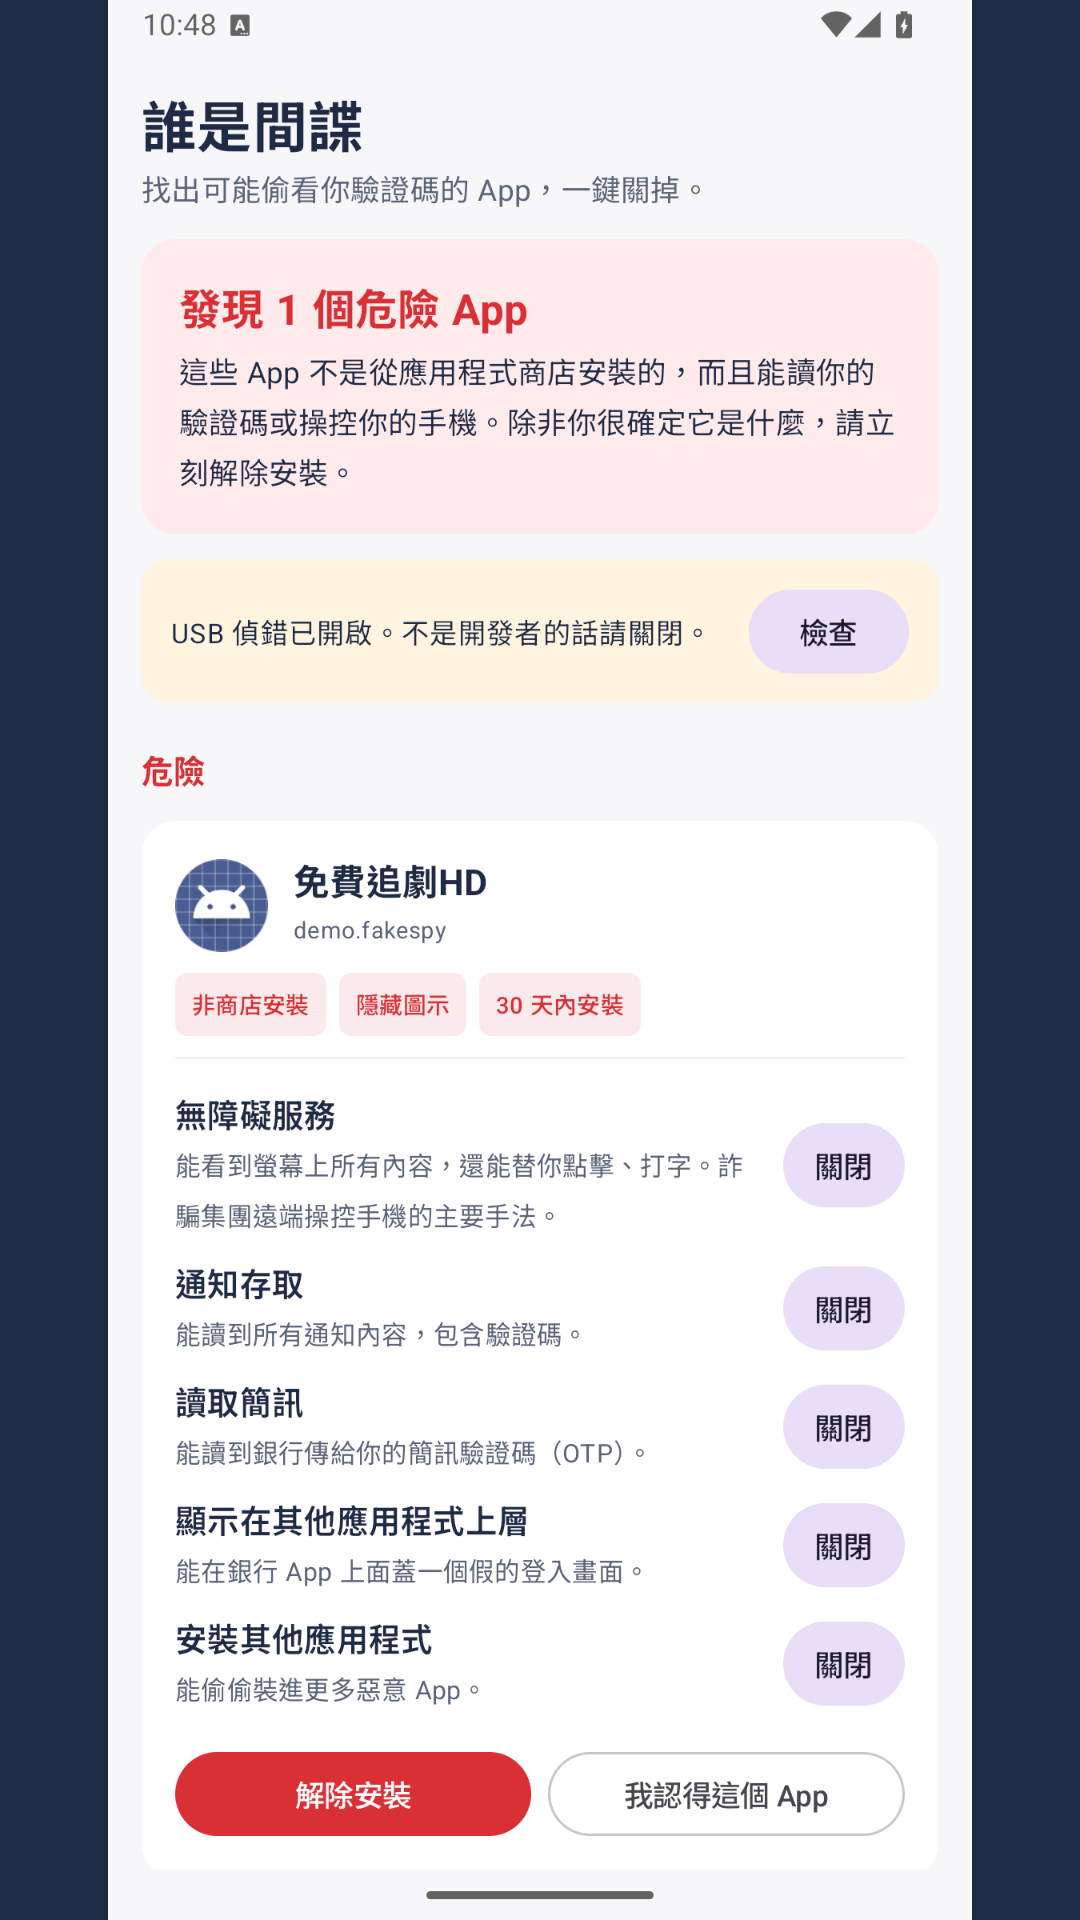 10:48
誰是間諜
找出可能偷看你驗證碼的 App，一鍵關掉。
發現 1 個危險 App
這些 App 不是從應用程式商店安裝的，而且能讀你的
驗證碼或操控你的手機。除非你很確定它是什麼，請立
刻解除安裝。
USB 偵錯已開啟。不是開發者的話請關閉。
檢查
危險
免費追劇HD
demo.fakespy
非商店安裝
隱藏圖示
30 天內安裝
無障礙服務
能看到螢幕上所有內容，還能替你點擊、打字。詐
騙集團遠端操控手機的主要手法。
關閉
通知存取
能讀到所有通知內容，包含驗證碼。
關閉
讀取簡訊
能讀到銀行傳給你的簡訊驗證碼（OTP）。
關閉
顯示在其他應用程式上層
能在銀行 App 上面蓋一個假的登入畫面。
關閉
安裝其他應用程式
能偷偷裝進更多惡意 App。
關閉
解除安裝
我認得這個 App